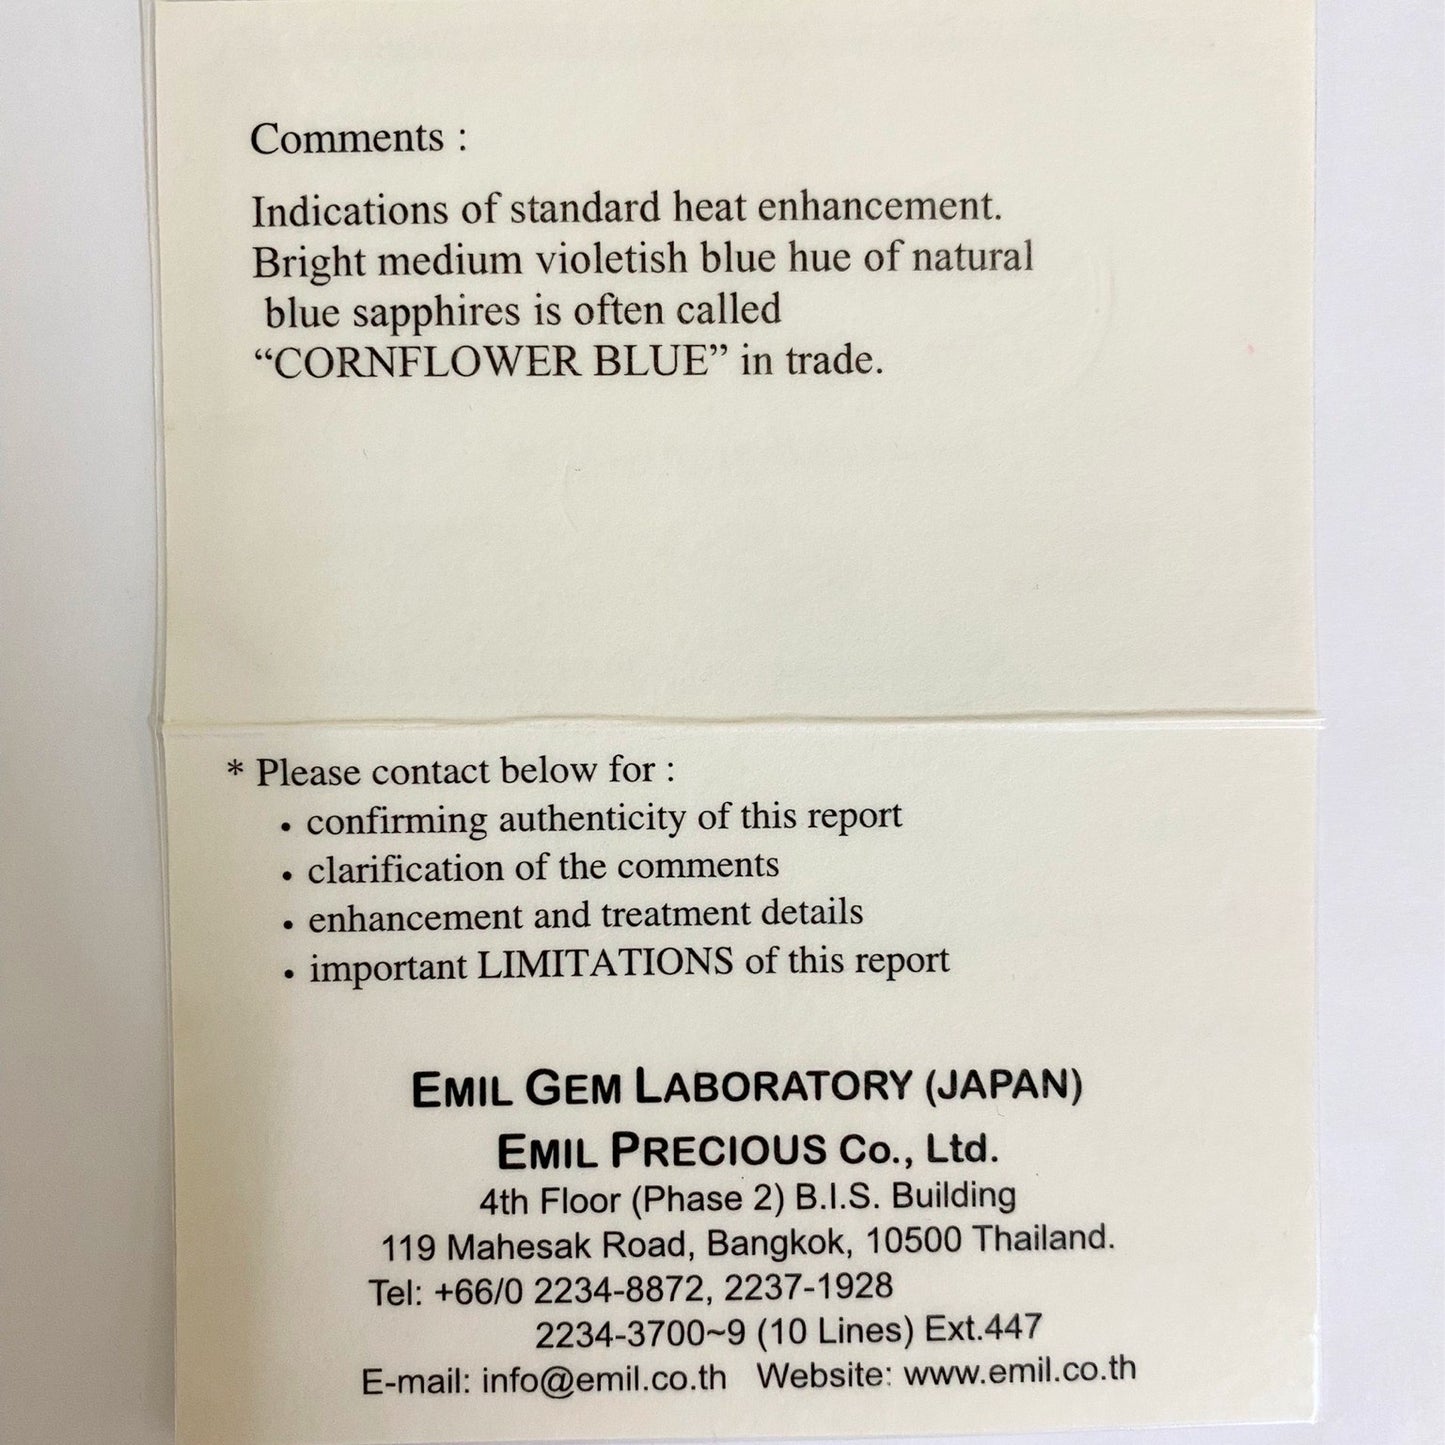 Comments :
Indications of standard heat enhancement.
Bright medium violetish blue hue of natural
blue sapphires is often called
“CORNFLOWER BLUE” in trade.
* Please contact below for :
• confirming authenticity of this report
• clarification of the comments
• enhancement and treatment details
• important LIMITATIONS of this report
EMIL GEM LABORATORY (JAPAN)
EMIL PRECIOUS Co., Ltd.
4th Floor (Phase 2) B.I.S. Building
119 Mahesak Road, Bangkok, 10500 Thailand.
Tel: +66/0 2234-8872, 2237-1928
2234-3700~9 (10 Lines) Ext.447
E-mail: info@emil.co.th Website: www.emil.co.th